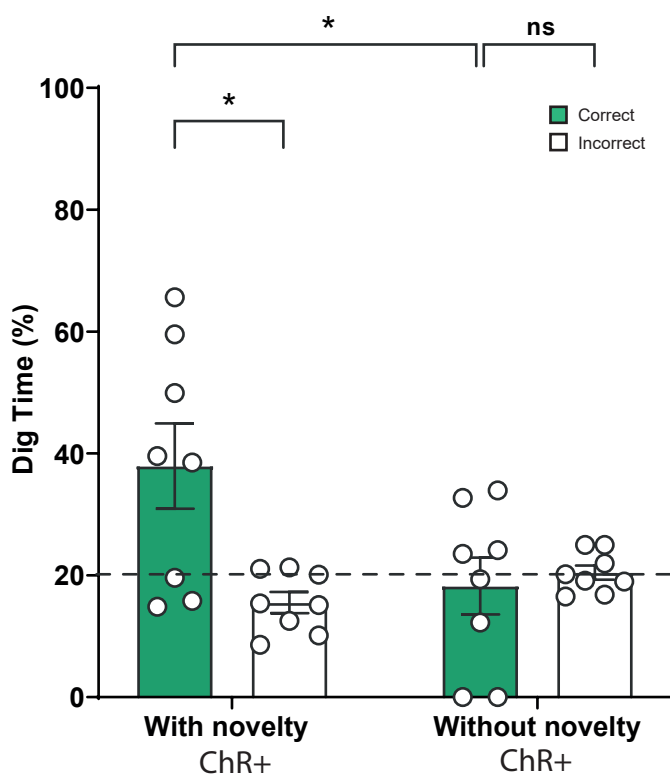 *
ns
*
100
80
60
40
20
0
Dig Time (%)
Correct
Incorrect
With novelty
ChR+
Without novelty
ChR+